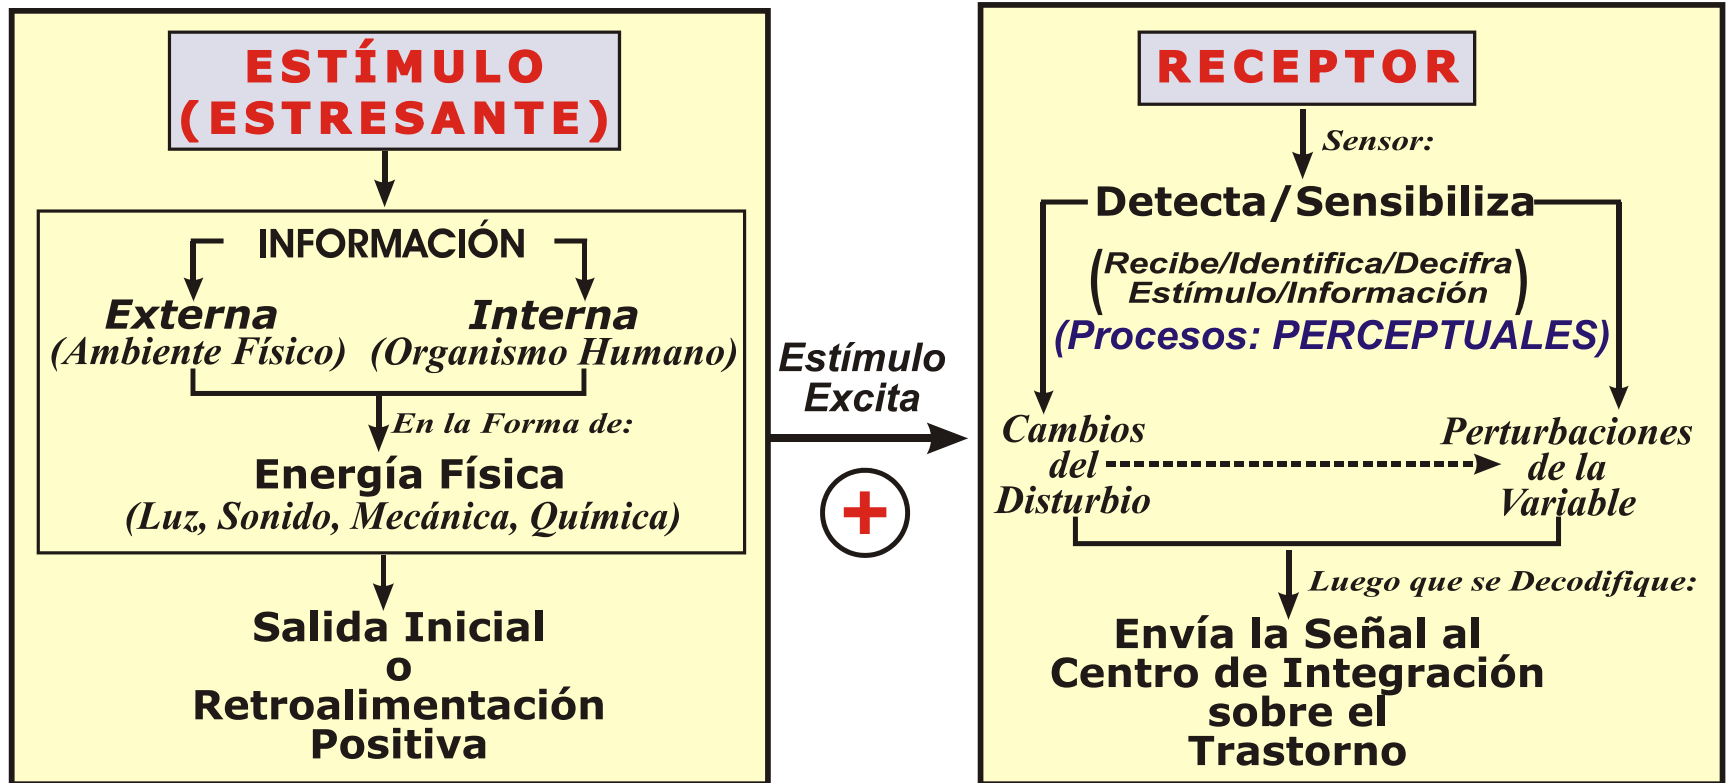 ESTÍMULO
(ESTRESANTE)
INFORMACIÓN
Externa
(Ambiente Físico)
Interna
(Organismo Humano)
En la Forma de:
Energía Física
(Luz, Sonido, Mecánica, Química)
Salida Inicial
o
Retroalimentación
Positiva
Estímulo
Excita
+
RECEPTOR
Sensor:
Detecta/Sensibiliza
(Recibe/Identifica/Decifra
Estímulo/Información)
(Procesos: PERCEPTUALES)
Cambios
del
Disturbio
Perturbaciones
de la
Variable
Luego que se Decodifique:
Envía la Señal al
Centro de Integración
sobre el
Trastorno